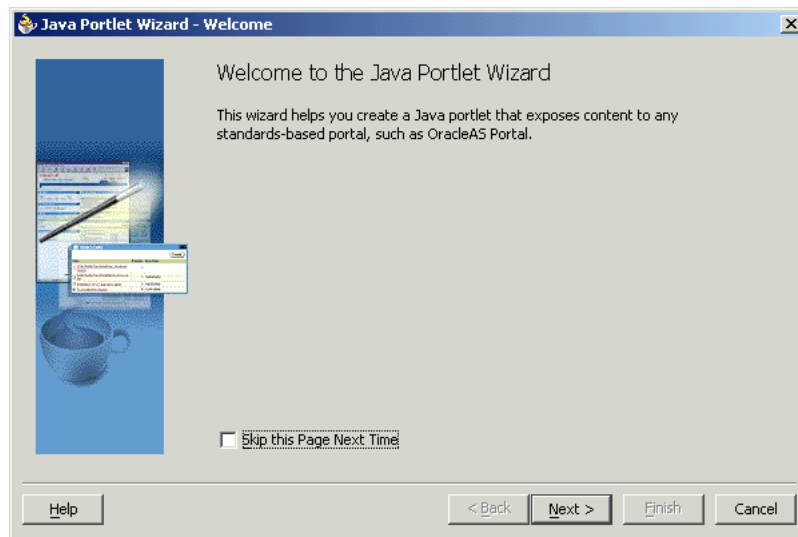 Java Portlet Wizard - Welcome
Welcome to the Java Portlet Wizard
This wizard helps you create a Java portlet that exposes content to any
standards-based portal, such as OracleAS Portal.
Skip this Page Next Time
Help
< Back
Next >
Finish
Cancel